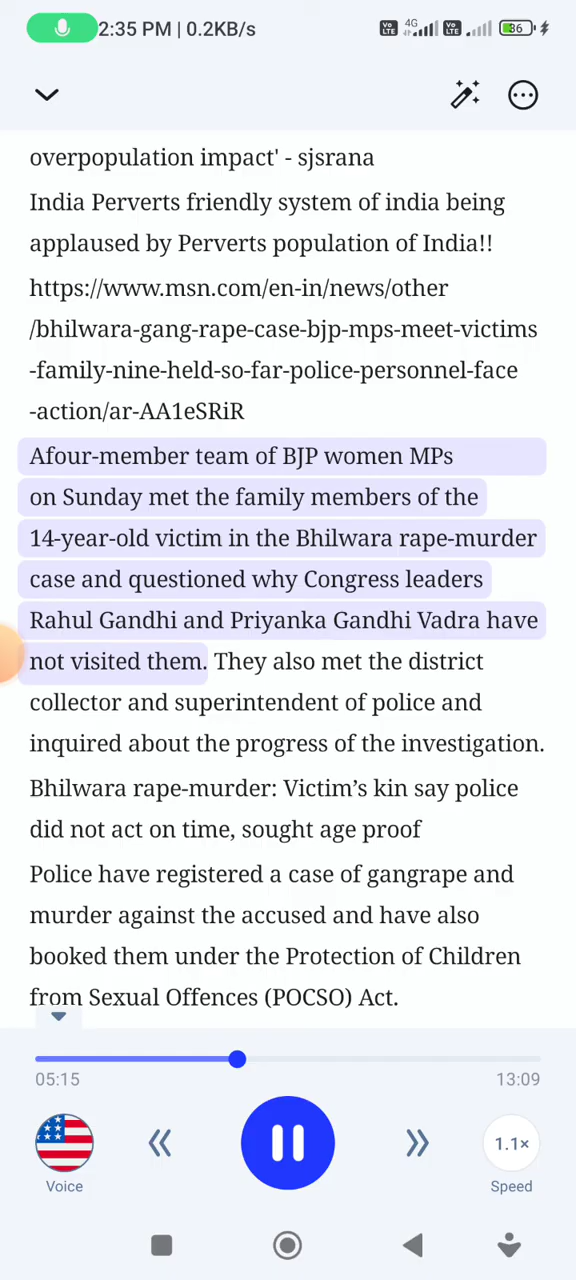 2:35 PM | 0.2KB/s
Vo LTE 4G Vo LTE 36
overpopulation impact' - sjsrana
India Perverts friendly system of india being
applaused by Perverts population of India!!
https://www.msn.com/en-in/news/other
/bhilwara-gang-rape-case-bjp-mps-meet-victims
-family-nine-held-so-far-police-personnel-face
-action/ar-AA1eSRiR
Afour-member team of BJP women MPs
on Sunday met the family members of the
14-year-old victim in the Bhilwara rape-murder
case and questioned why Congress leaders
Rahul Gandhi and Priyanka Gandhi Vadra have
not visited them. They also met the district
collector and superintendent of police and
inquired about the progress of the investigation.
Bhilwara rape-murder: Victim’s kin say police
did not act on time, sought age proof
Police have registered a case of gangrape and
murder against the accused and have also
booked them under the Protection of Children
from Sexual Offences (POCSO) Act.
05:15 13:09
1.1×
Voice Speed